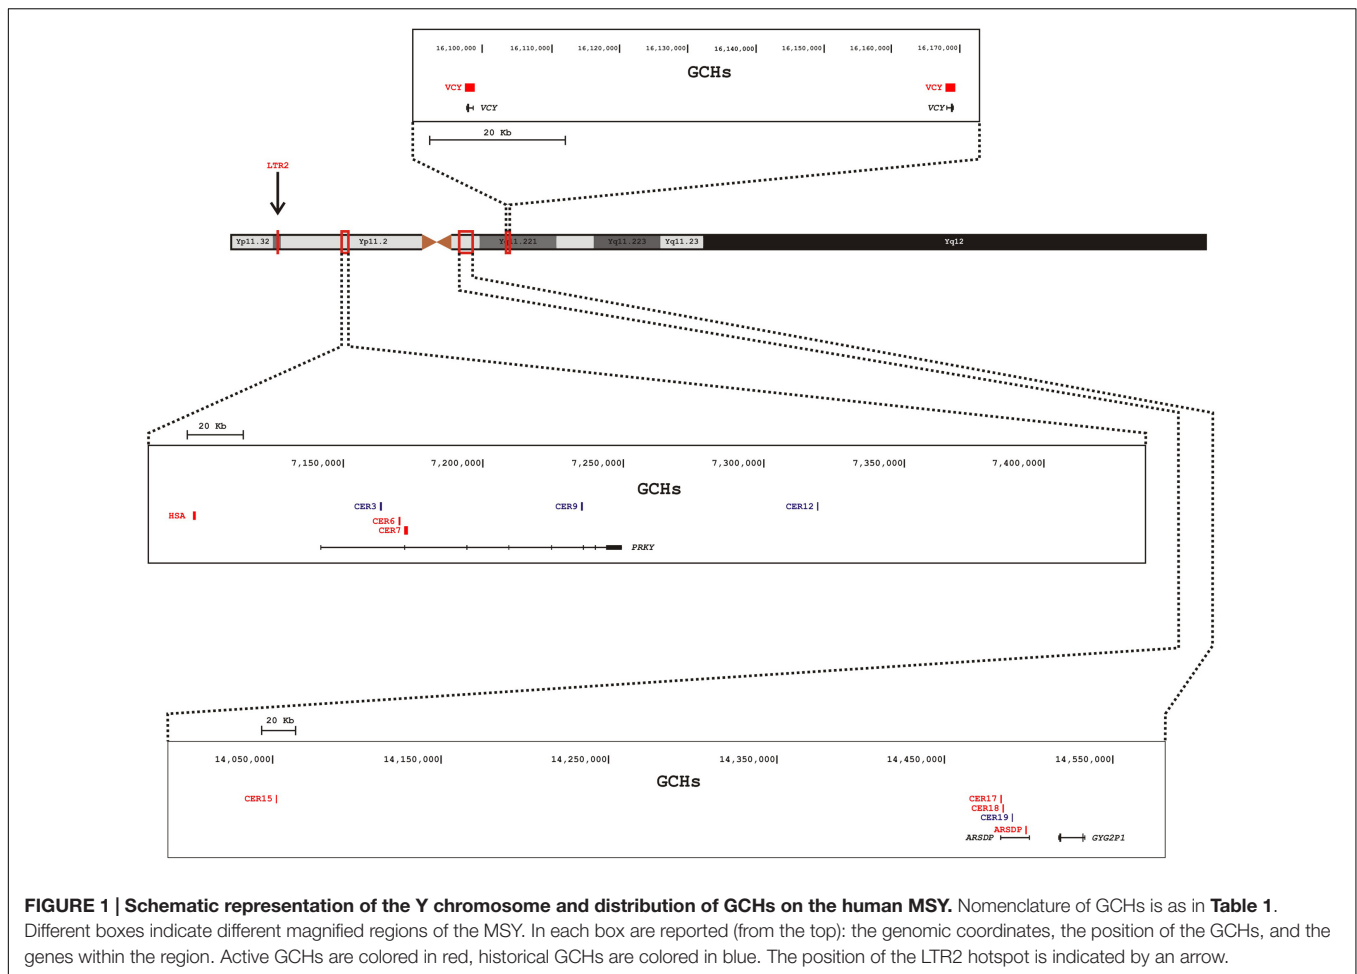 16,100,000 16,110,000 16,120,000 16,130,000 16,140,000 16,150,000 16,160,000 16,170,000
GCHs
VCY VCY
VCY VCY
20 Kb
LTR2
Yp11.32 Yp11.2 Yq11.221 Yq11.223 Yq11.23 Yq12
20 Kb
7,150,000 7,200,000 7,250,000 7,300,000 7,350,000 7,400,000
GCHs
CER3 CER9 CER12
HSA
CER6
CER7
PRKY
20 Kb
14,050,000 14,150,000 14,250,000 14,350,000 14,450,000 14,550,000
GCHs
CER15 CER17
CER18
CER19
ARSDP
ARSDP GYG2P1
FIGURE 1 | Schematic representation of the Y chromosome and distribution of GCHs on the human MSY. Nomenclature of GCHs is as in Table 1.
Different boxes indicate different magnified regions of the MSY. In each box are reported (from the top): the genomic coordinates, the position of the GCHs, and the
genes within the region. Active GCHs are colored in red, historical GCHs are colored in blue. The position of the LTR2 hotspot is indicated by an arrow.